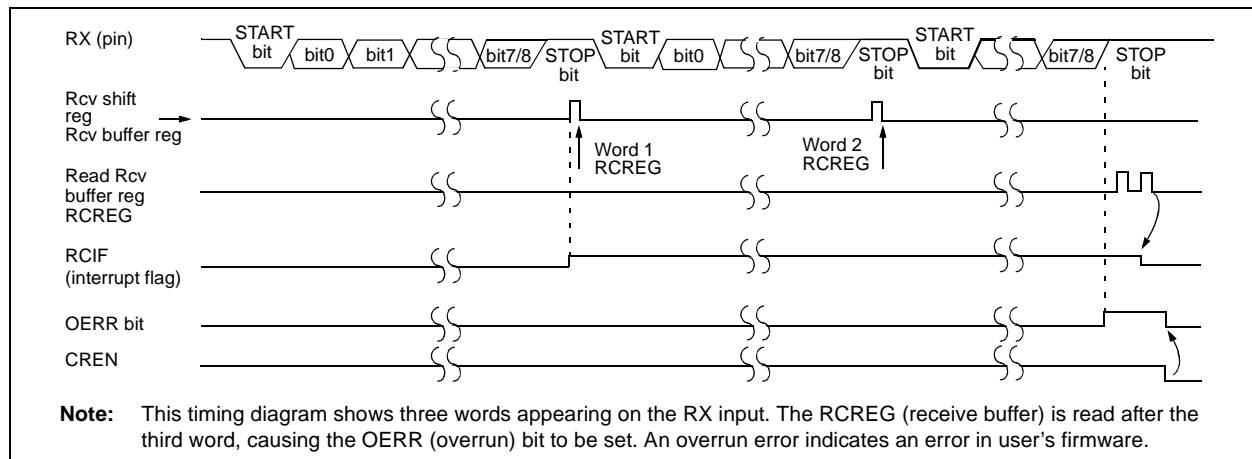 RX (pin)
START
bit
bit0
bit1
bit7/8
STOP
bit
START
bit
bit0
bit7/8
STOP
bit
START
bit
bit7/8
STOP
bit
Rcv shift
reg
Rcv buffer reg
Word 1
RCREG
Word 2
RCREG
Read Rcv
buffer reg
RCREG
RCIF
(interrupt flag)
OERR bit
CREN
Note: This timing diagram shows three words appearing on the RX input. The RCREG (receive buffer) is read after the
third word, causing the OERR (overrun) bit to be set. An overrun error indicates an error in user's firmware.